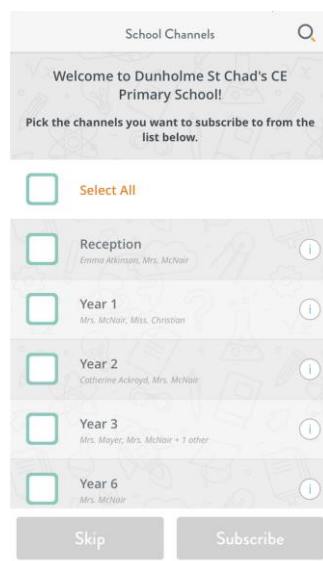 School Channels
Welcome to Dunholme St Chad's CE
Primary School!
Pick the channels you want to subscribe to from the
list below.
Select All
Reception
Emma Atkinson, Mrs. McNair
i
Year 1
Mrs. McNair, Miss. Christian
i
Year 2
Catherine Ackroyd, Mrs. McNair
i
Year 3
Mrs. Mayer, Mrs. McNair + 1 other
i
Year 6
Mrs. McNair
i
Skip
Subscribe